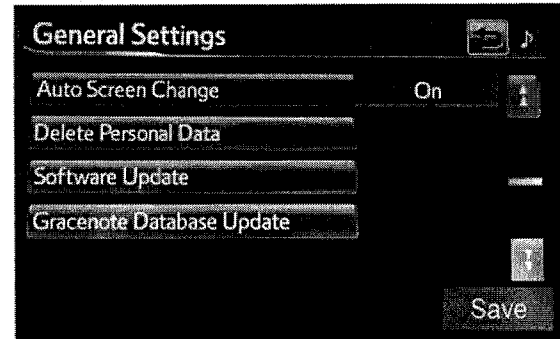 General Settings
Auto Screen Change On
Delete Personal Data
Software Update
Gracenote Database Update
Save